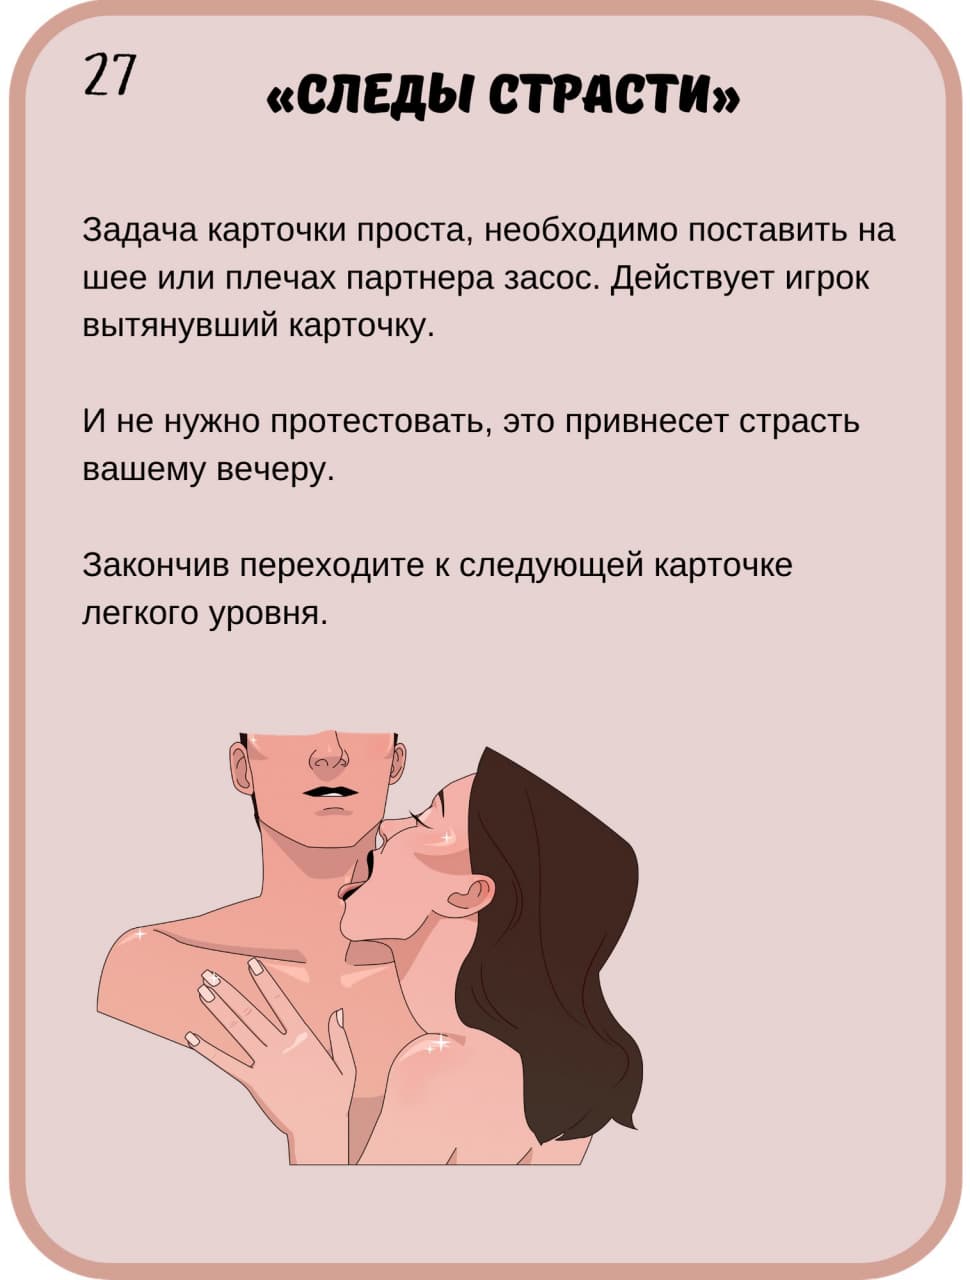 27
«СЛЕДЫ СТРАСТИ»
Задача карточки проста, необходимо поставить на
шее или плечах партнера засос. Действует игрок
вытянувший карточку.
И не нужно протестовать, это привнесет страсть
вашему вечеру.
Закончив переходите к следующей карточке
легкого уровня.